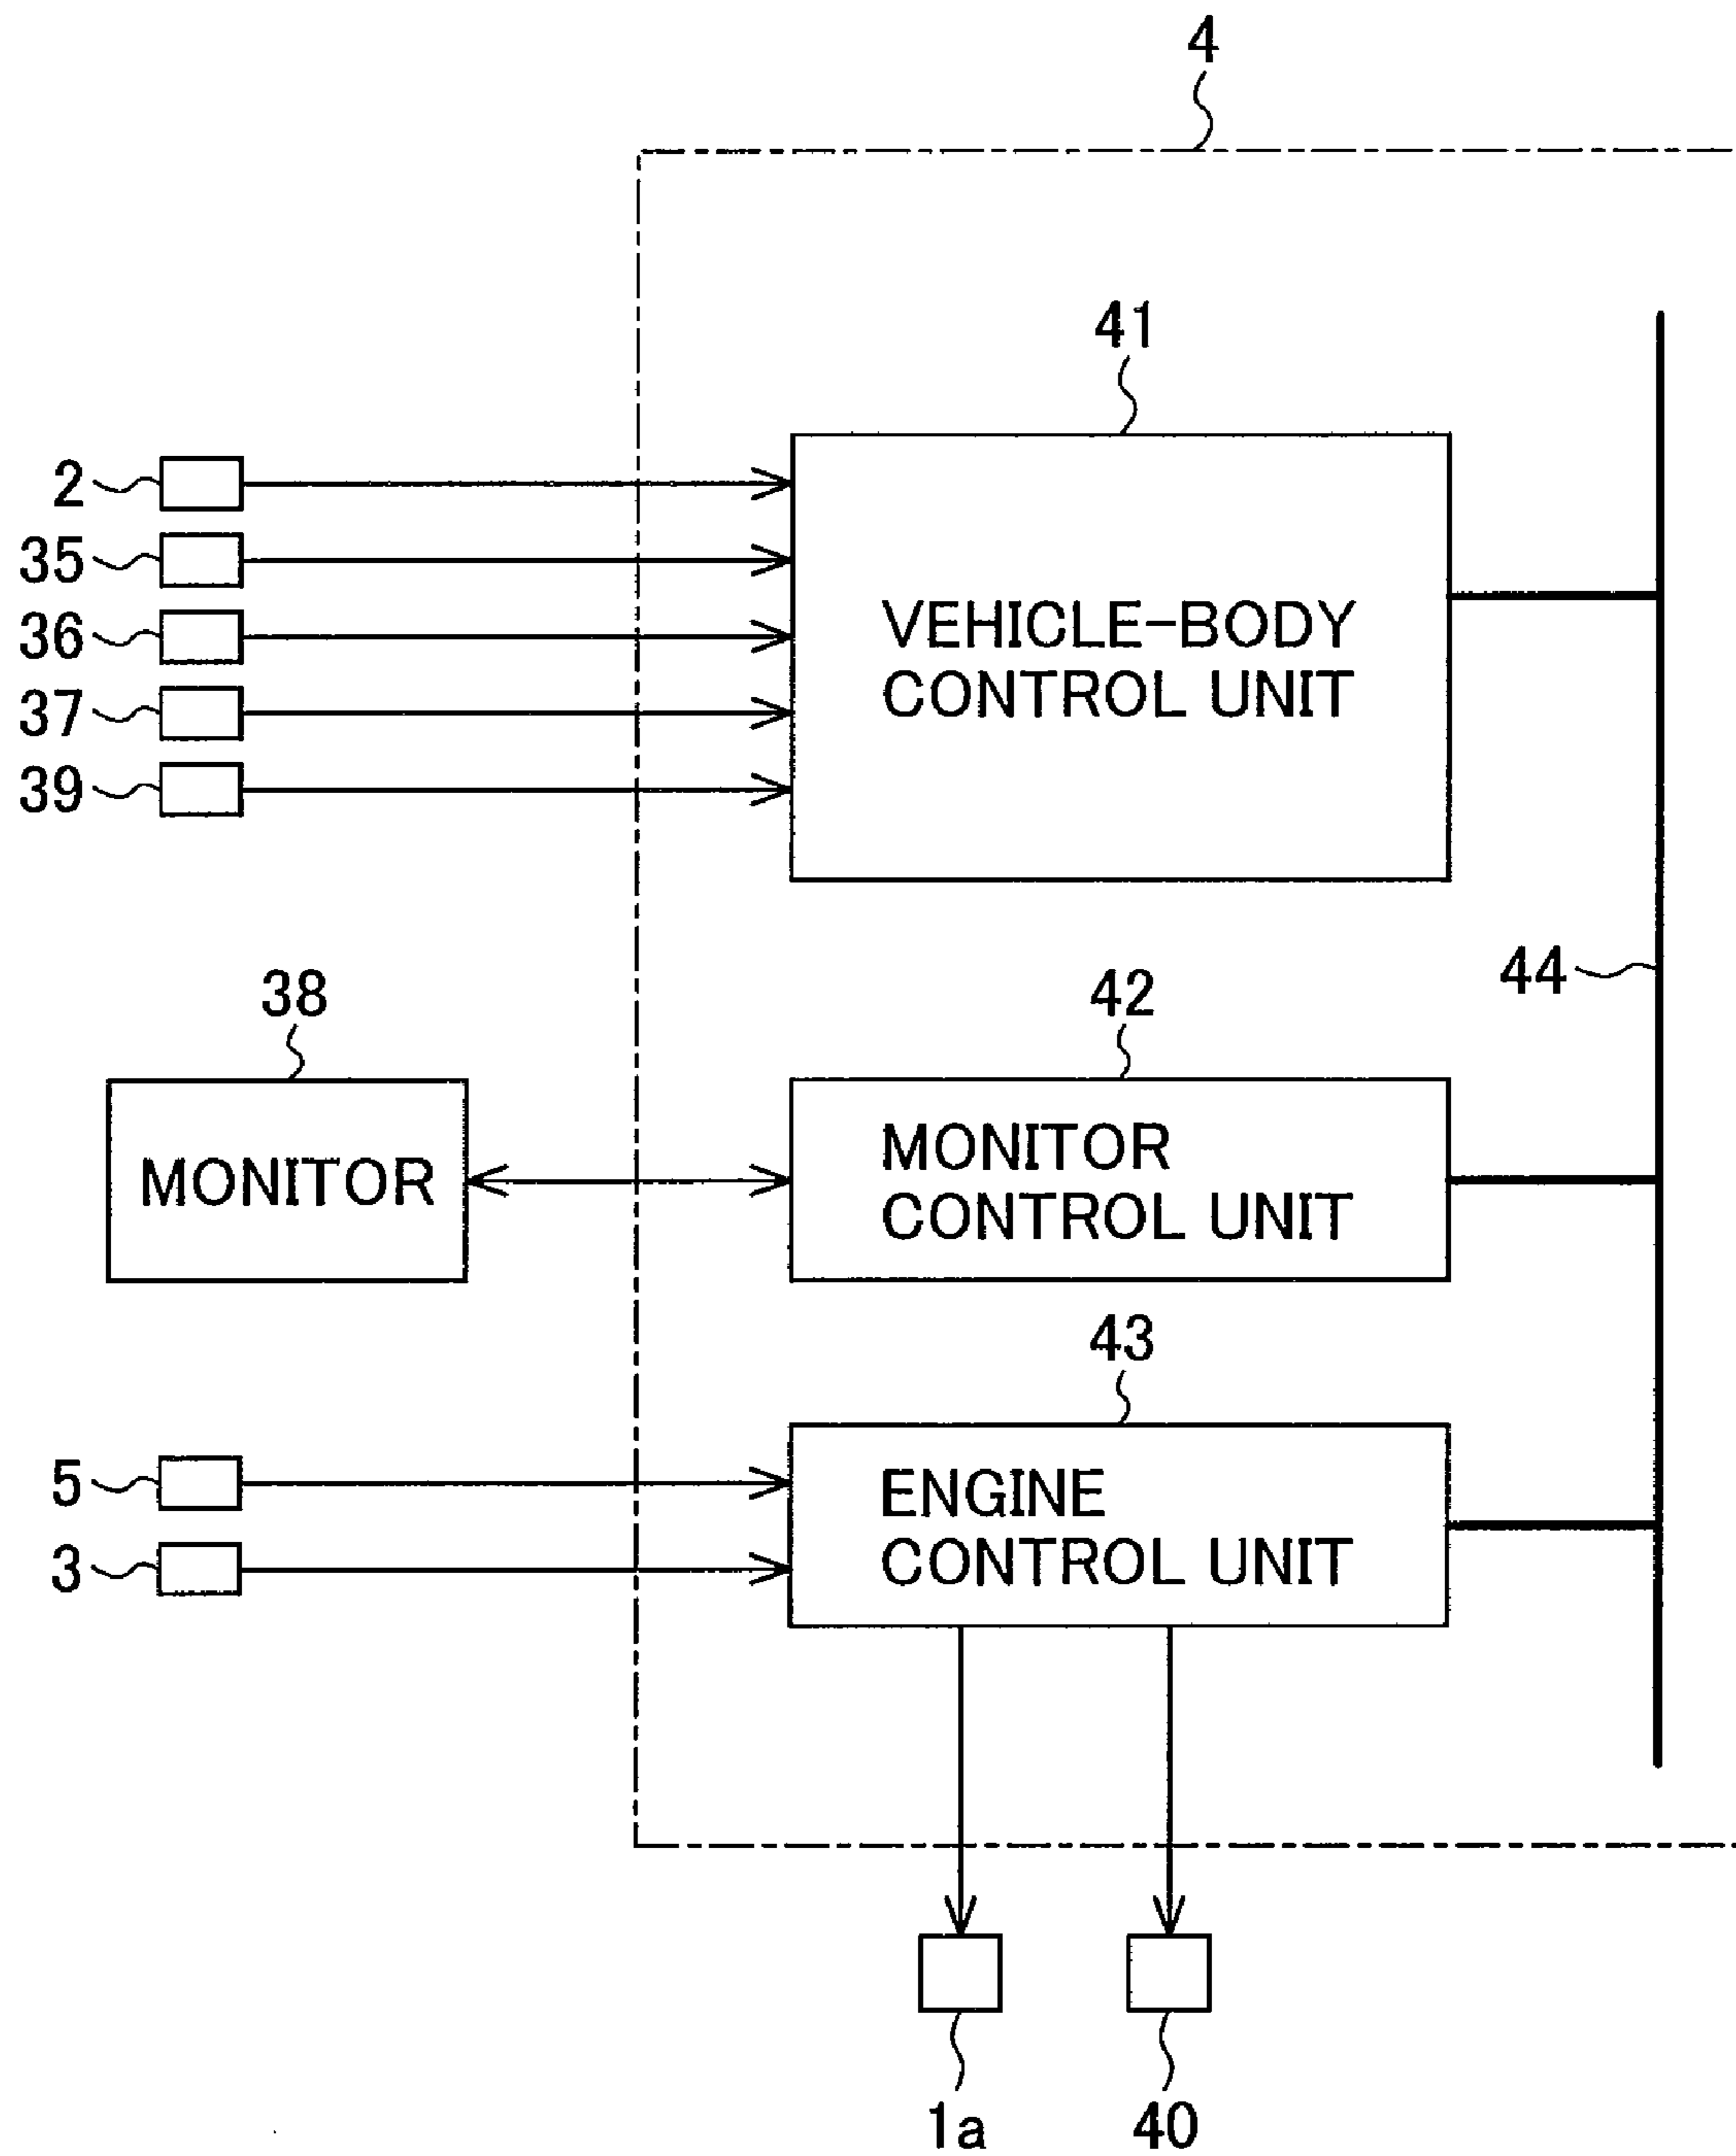 4
41
2
35
36
37
39
VEHICLE-BODY
CONTROL UNIT
44
38
42
MONITOR
MONITOR
CONTROL UNIT
43
5
3
ENGINE
CONTROL UNIT
1a
40